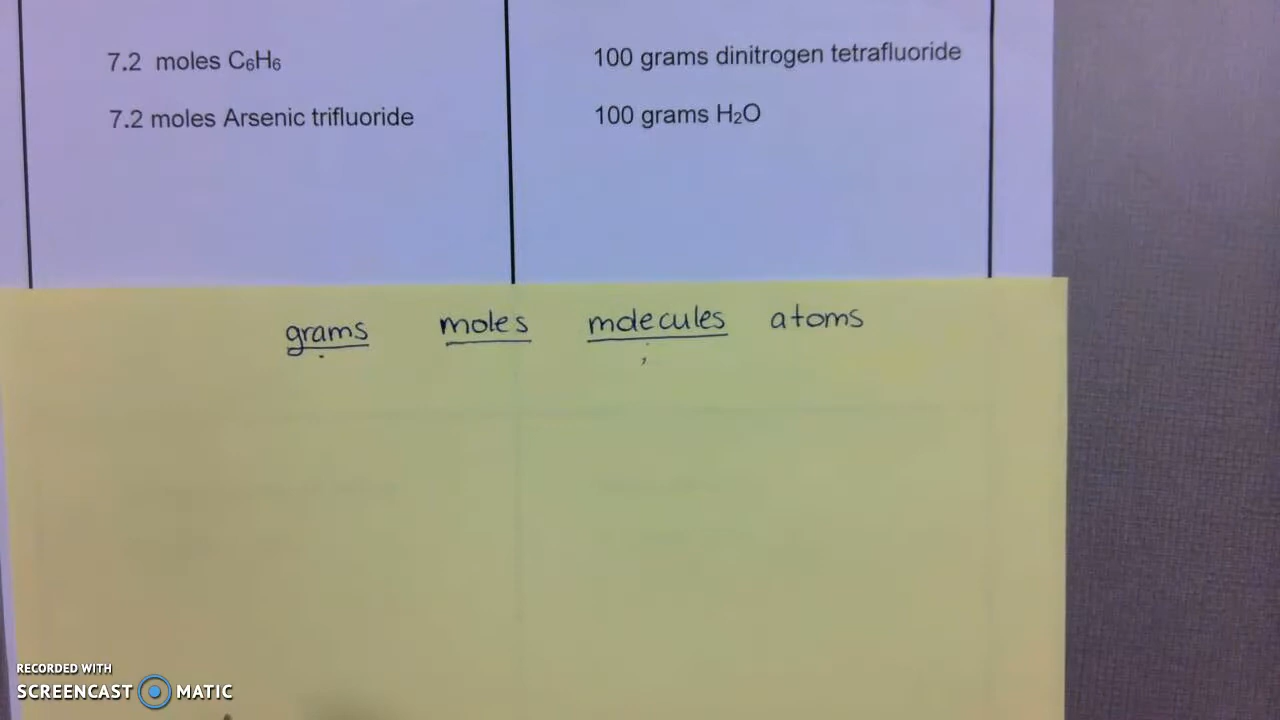 7.2 moles C₆H₆
100 grams dinitrogen tetrafluoride
7.2 moles Arsenic trifluoride
100 grams H₂O
grams moles molecules atoms
RECORDED WITH
SCREENCAST MATIC